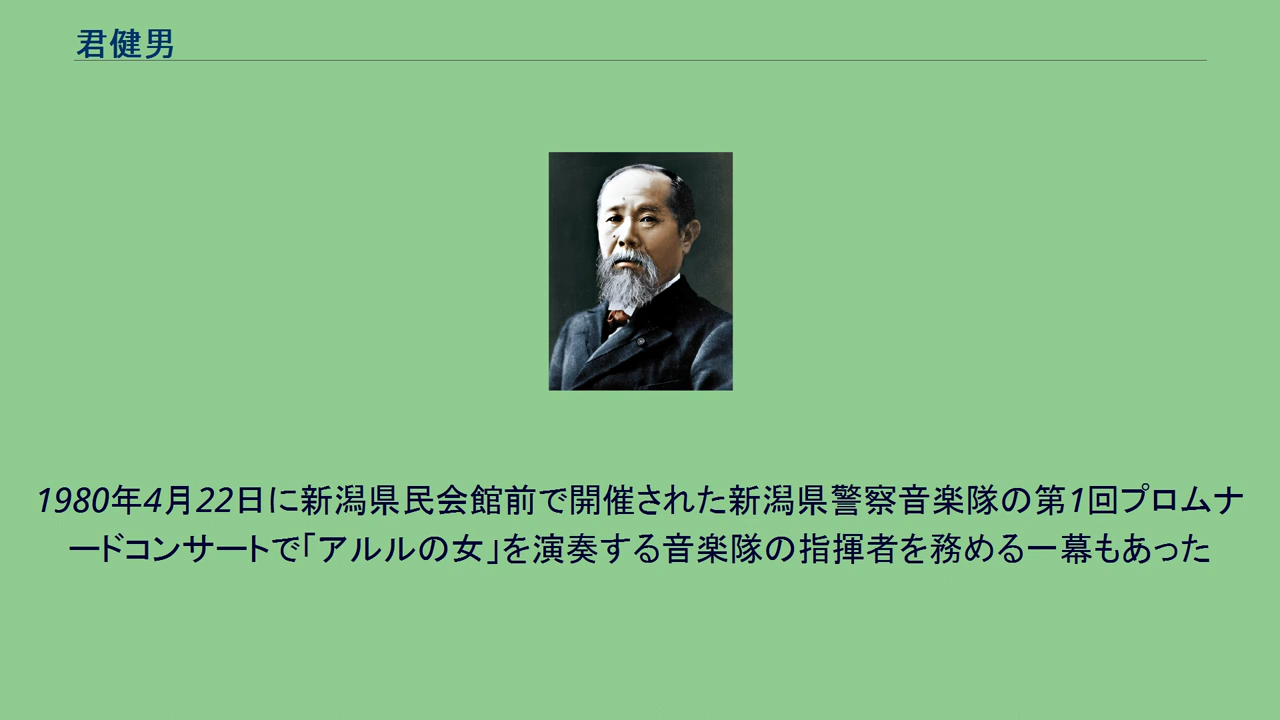 君健男
1980年4月22日に新潟県民会館前で開催された新潟県警察音楽隊の第1回プロムナ
ードコンサートで「アルルの女」を演奏する音楽隊の指揮者を務める一幕もあった